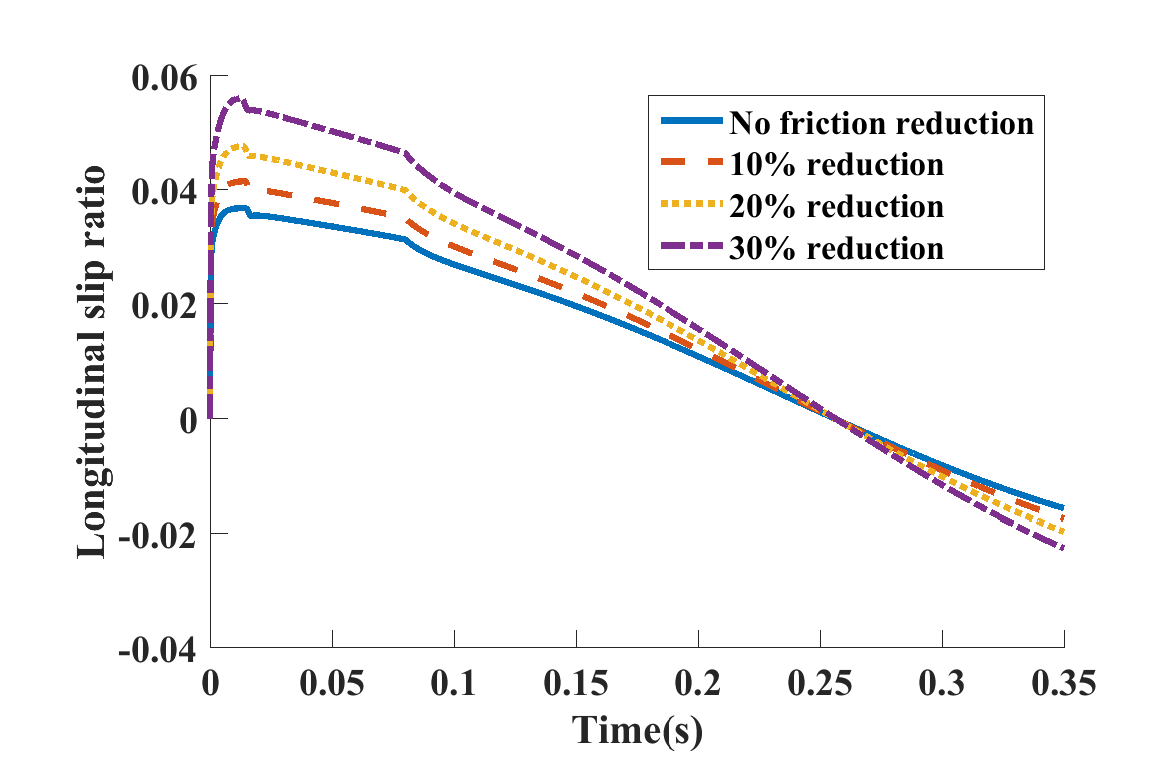 0.06
0.04
0.02
0
-0.02
-0.04
Longitudinal slip ratio
No friction reduction
10% reduction
20% reduction
30% reduction
0 0.05 0.1 0.15 0.2 0.25 0.3 0.35
Time(s)